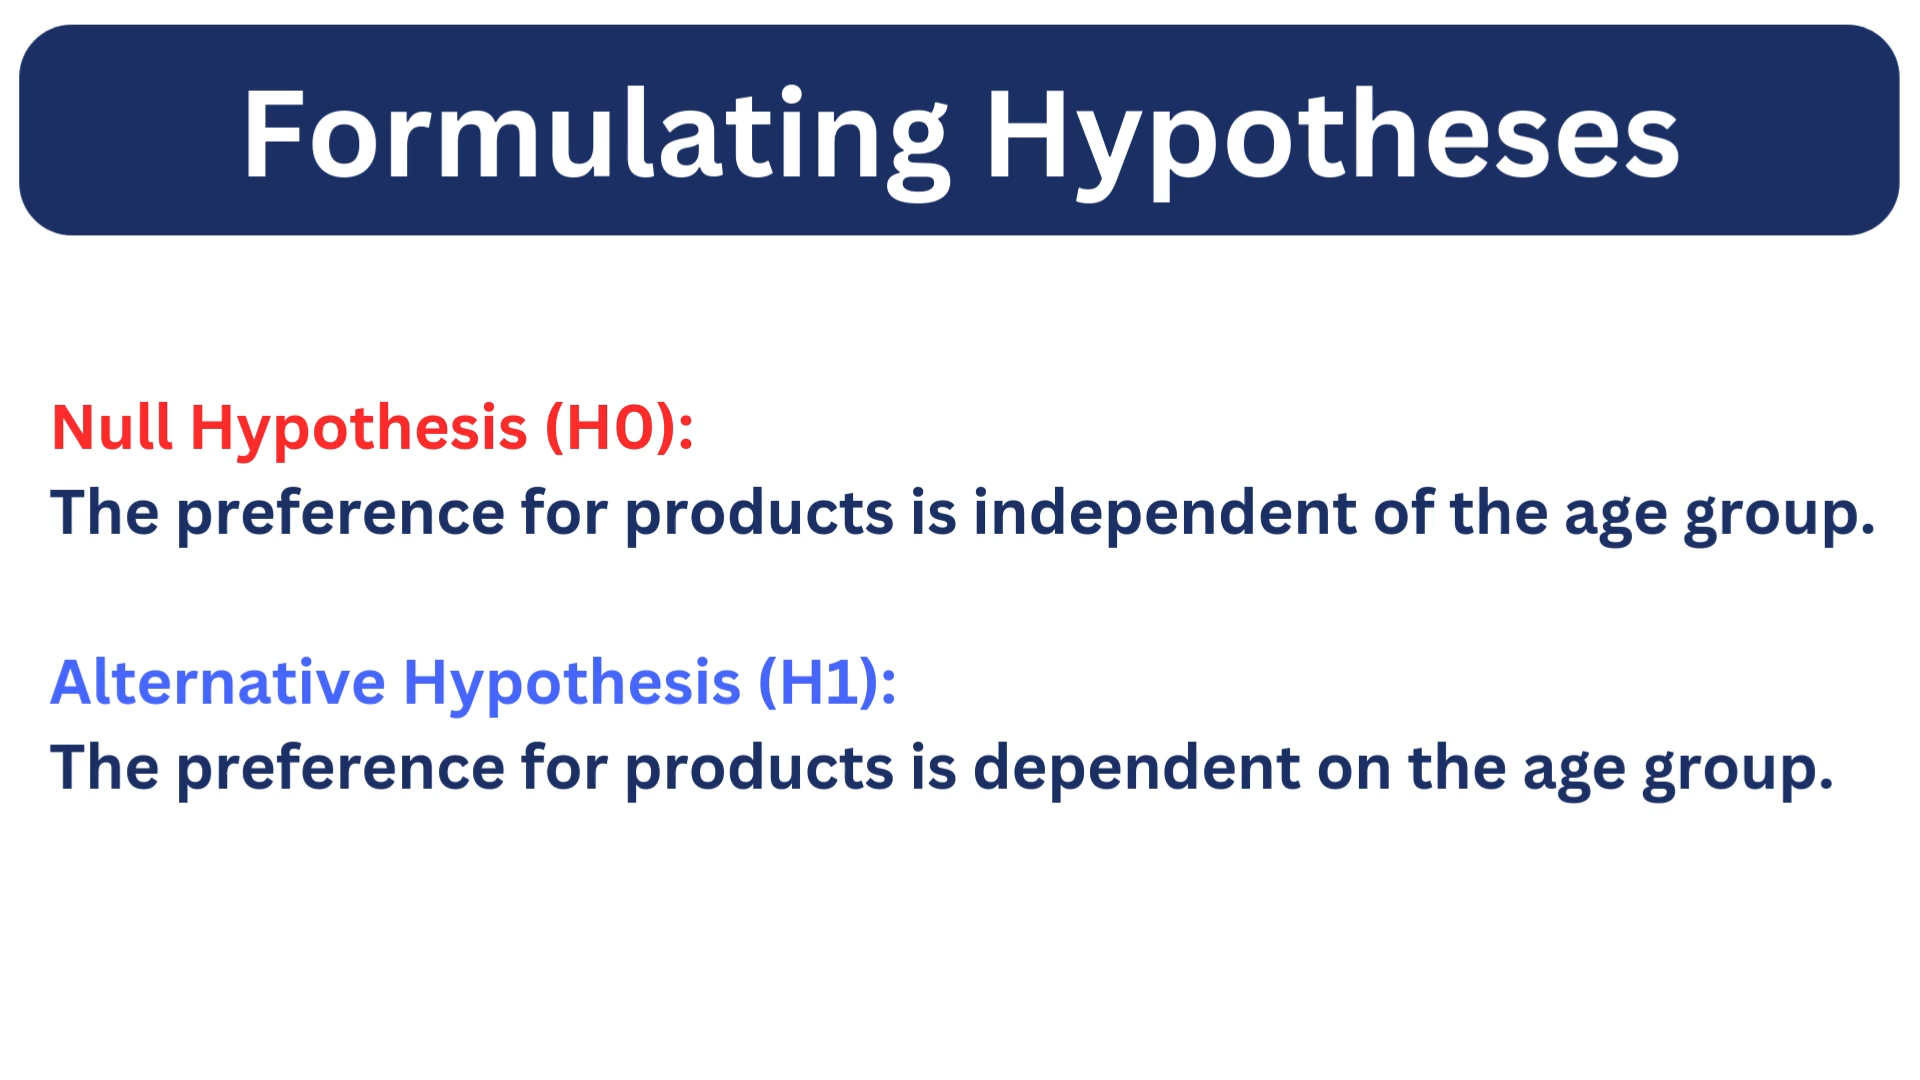 Formulating Hypotheses
Null Hypothesis (H0):
The preference for products is independent of the age group.
Alternative Hypothesis (H1):
The preference for products is dependent on the age group.